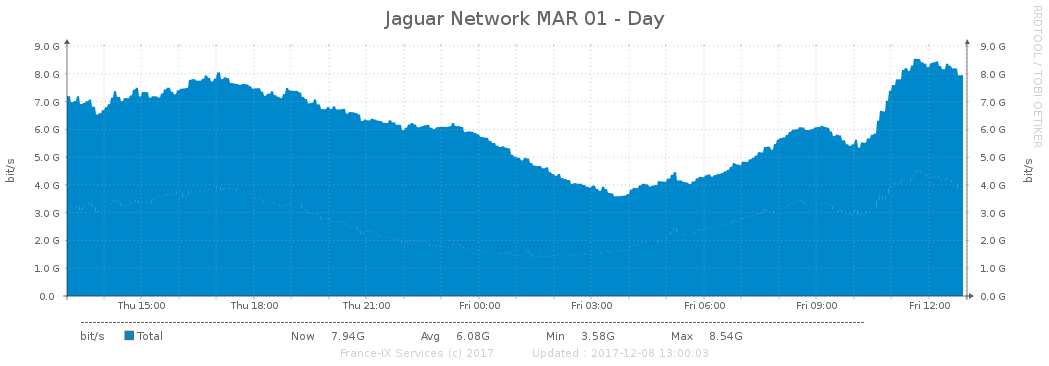 Jaguar Network MAR 01 - Day
RRDTOOL / TOBI OETIKER
bit/s
9.0 G 9.0 G
8.0 G 8.0 G
7.0 G 7.0 G
6.0 G 6.0 G
5.0 G 5.0 G
4.0 G 4.0 G
3.0 G 3.0 G
2.0 G 2.0 G
1.0 G 1.0 G
0.0 0.0 G
bit/s
Thu 15:00 Thu 18:00 Thu 21:00 Fri 00:00 Fri 03:00 Fri 06:00 Fri 09:00 Fri 12:00
bit/s Total Now 7.94G Avg 6.08G Min 3.58G Max 8.54G
France-IX Services (c) 2017 Updated : 2017-12-08 13:00:03